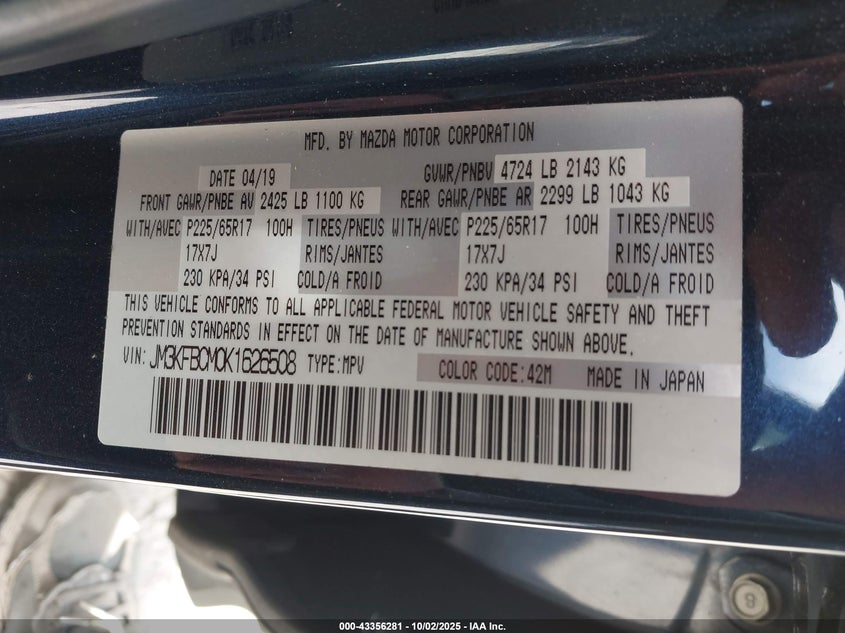 MFD. BY MAZDA MOTOR CORPORATION
DATE 04/19 GVWR/PNBV 4724 LB 2143 KG
FRONT GAWR/PNBE AV 2425 LB 1100 KG REAR GAWR/PNBE AR 2299 LB 1043 KG
WITH/AVEC P225/65R17 100H TIRES/PNEUS WITH/AVEC P225/65R17 100H TIRES/PNEUS
17X7J RIMS/JANTES 17X7J RIMS/JANTES
230 KPA/34 PSI COLD/A FROID 230 KPA/34 PSI COLD/A FROID
THIS VEHICLE CONFORMS TO ALL APPLICABLE FEDERAL MOTOR VEHICLE SAFETY AND THEFT
PREVENTION STANDARDS IN EFFECT ON THE DATE OF MANUFACTURE SHOWN ABOVE.
VIN: JM3KFBCM0K1626508 TYPE:MPV COLOR CODE:42M MADE IN JAPAN
8
000-43356281 - 10/02/2025 - IAA Inc.